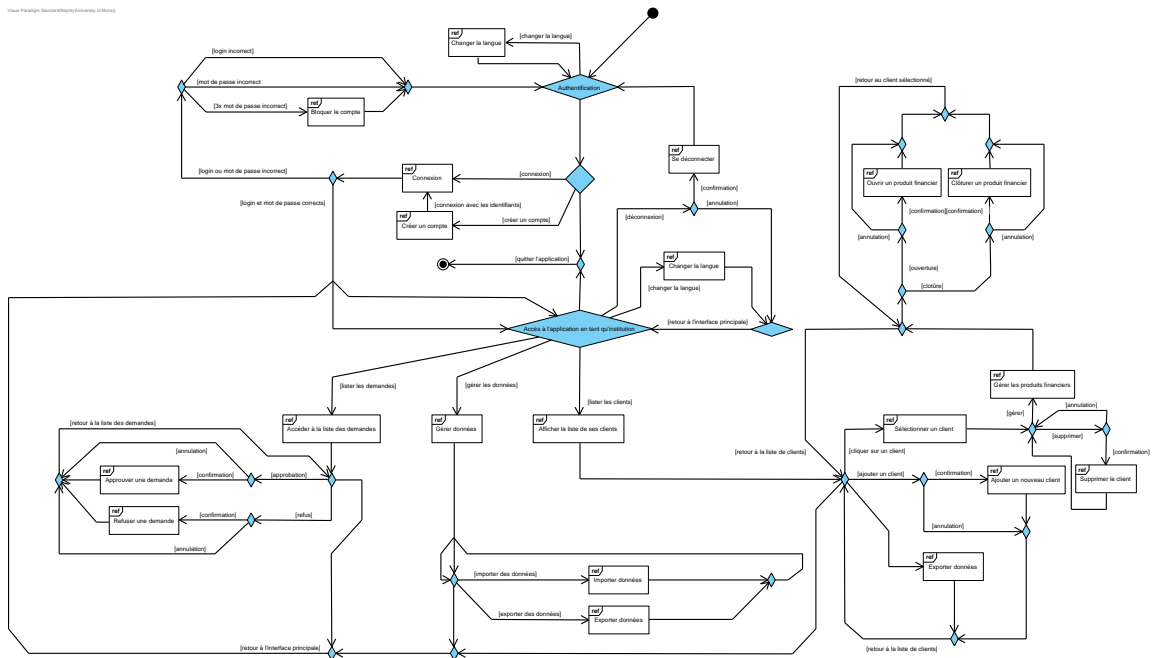 Visual Paradigm Standard(Nephry(University of Mons))
ref
Changer la langue
[changer la langue]
[login incorrect]
[mot de passe incorrect
[3x mot de passe incorrect]
ref
Bloquer le compte
Authentification
[retour au client sélectionné]
ref
Se déconnecter
[confirmation]
[annulation]
[déconnexion]
[login ou mot de passe incorrect]
ref
Connexion
[connexion]
[login et mot de passe corrects]
[connexion avec les identifiants]
ref
Créer un compte
[créer un compte]
ref
Ouvrir un produit financier
ref
Clôturer un produit financier
[confirmation][confirmation]
[annulation]
[annulation]
[quitter l'application]
ref
Changer la langue
[changer la langue]
[ouverture]
[clotûre]
Accès à l'application en tant qu'institution
[retour à l'interface principale]
[lister les demandes]
[gérer les données]
[lister les clients]
ref
Gérer les produits financiers
ref
Accéder à la liste des demandes
ref
Gérer données
ref
Afficher la liste de ses clients
ref
Sélectionner un client
[gérer]
[annulation]
[supprimer]
[retour à la liste des demandes]
[annulation]
[retour à la liste de clients]
[cliquer sur un client]
[confirmation]
ref
Approuver une demande
[confirmation]
[approbation]
[ajouter un client]
[confirmation]
ref
Ajouter un nouveau client
ref
Supprimer le client
ref
Refuser une demande
[confirmation]
[refus]
[annulation]
[annulation]
[importer des données]
ref
Importer données
ref
Exporter données
[exporter des données]
ref
Exporter données
[retour à l'interface principale]
[retour à la liste de clients]